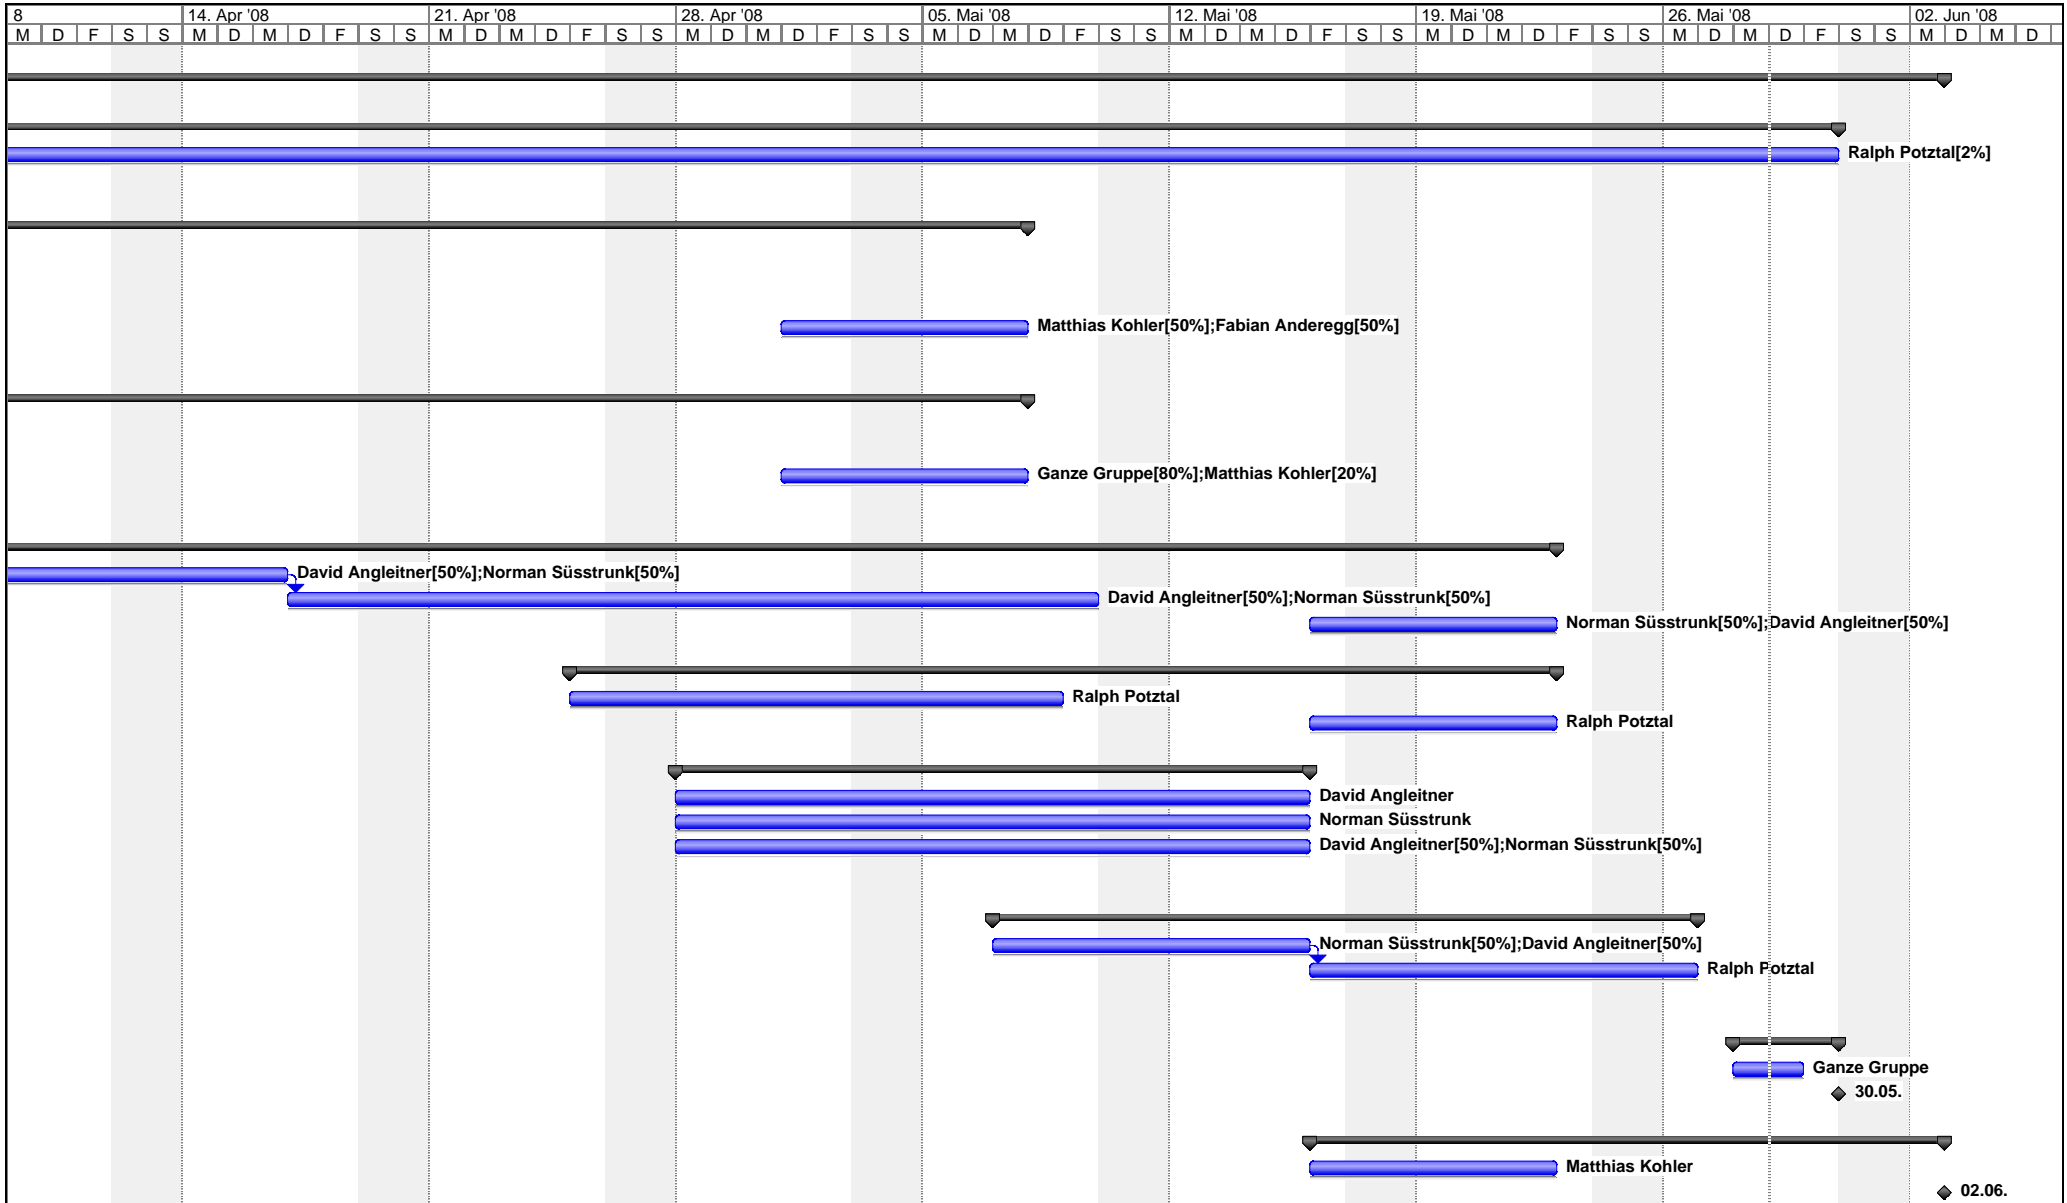 8 14. Apr '08 21. Apr '08 28. Apr '08 05. Mai '08 12. Mai '08 19. Mai '08 26. Mai '08 02. Jun '08
M D F S S M D M D F S S M D M D F S S M D M D F S S M D M D F S S M D M D F S S M D M D F S S M D M D F S S M D M D
Ralph Potztal[2%]
Matthias Kohler[50%];Fabian Anderegg[50%]
Ganze Gruppe[80%];Matthias Kohler[20%]
David Angleitner[50%];Norman Süsstrunk[50%]
David Angleitner[50%];Norman Süsstrunk[50%]
Norman Süsstrunk[50%];David Angleitner[50%]
Ralph Potztal
Ralph Potztal
David Angleitner
Norman Süsstrunk
David Angleitner[50%];Norman Süsstrunk[50%]
Norman Süsstrunk[50%];David Angleitner[50%]
Ralph Potztal
Ganze Gruppe
30.05.
Matthias Kohler
02.06.